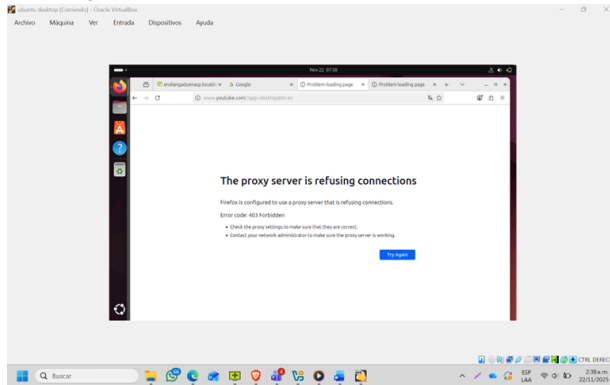 ubuntu desktop [Corriendo] - Oracle VirtualBox
Archivo Máquina Ver Entrada Dispositivos Ayuda
Nov 22 07:38
Google
Problem loading page
Problem loading page
The proxy server is refusing connections
Firefox is configured to use a proxy server that is refusing connections.
Error code: 403 Forbidden
• Check the proxy settings to make sure that they are correct.
• Contact your network administrator to make sure the proxy server is working.
Try Again
CTRL DEREC
Buscar
ESP
LAA
2:38 a.m.
22/11/2025